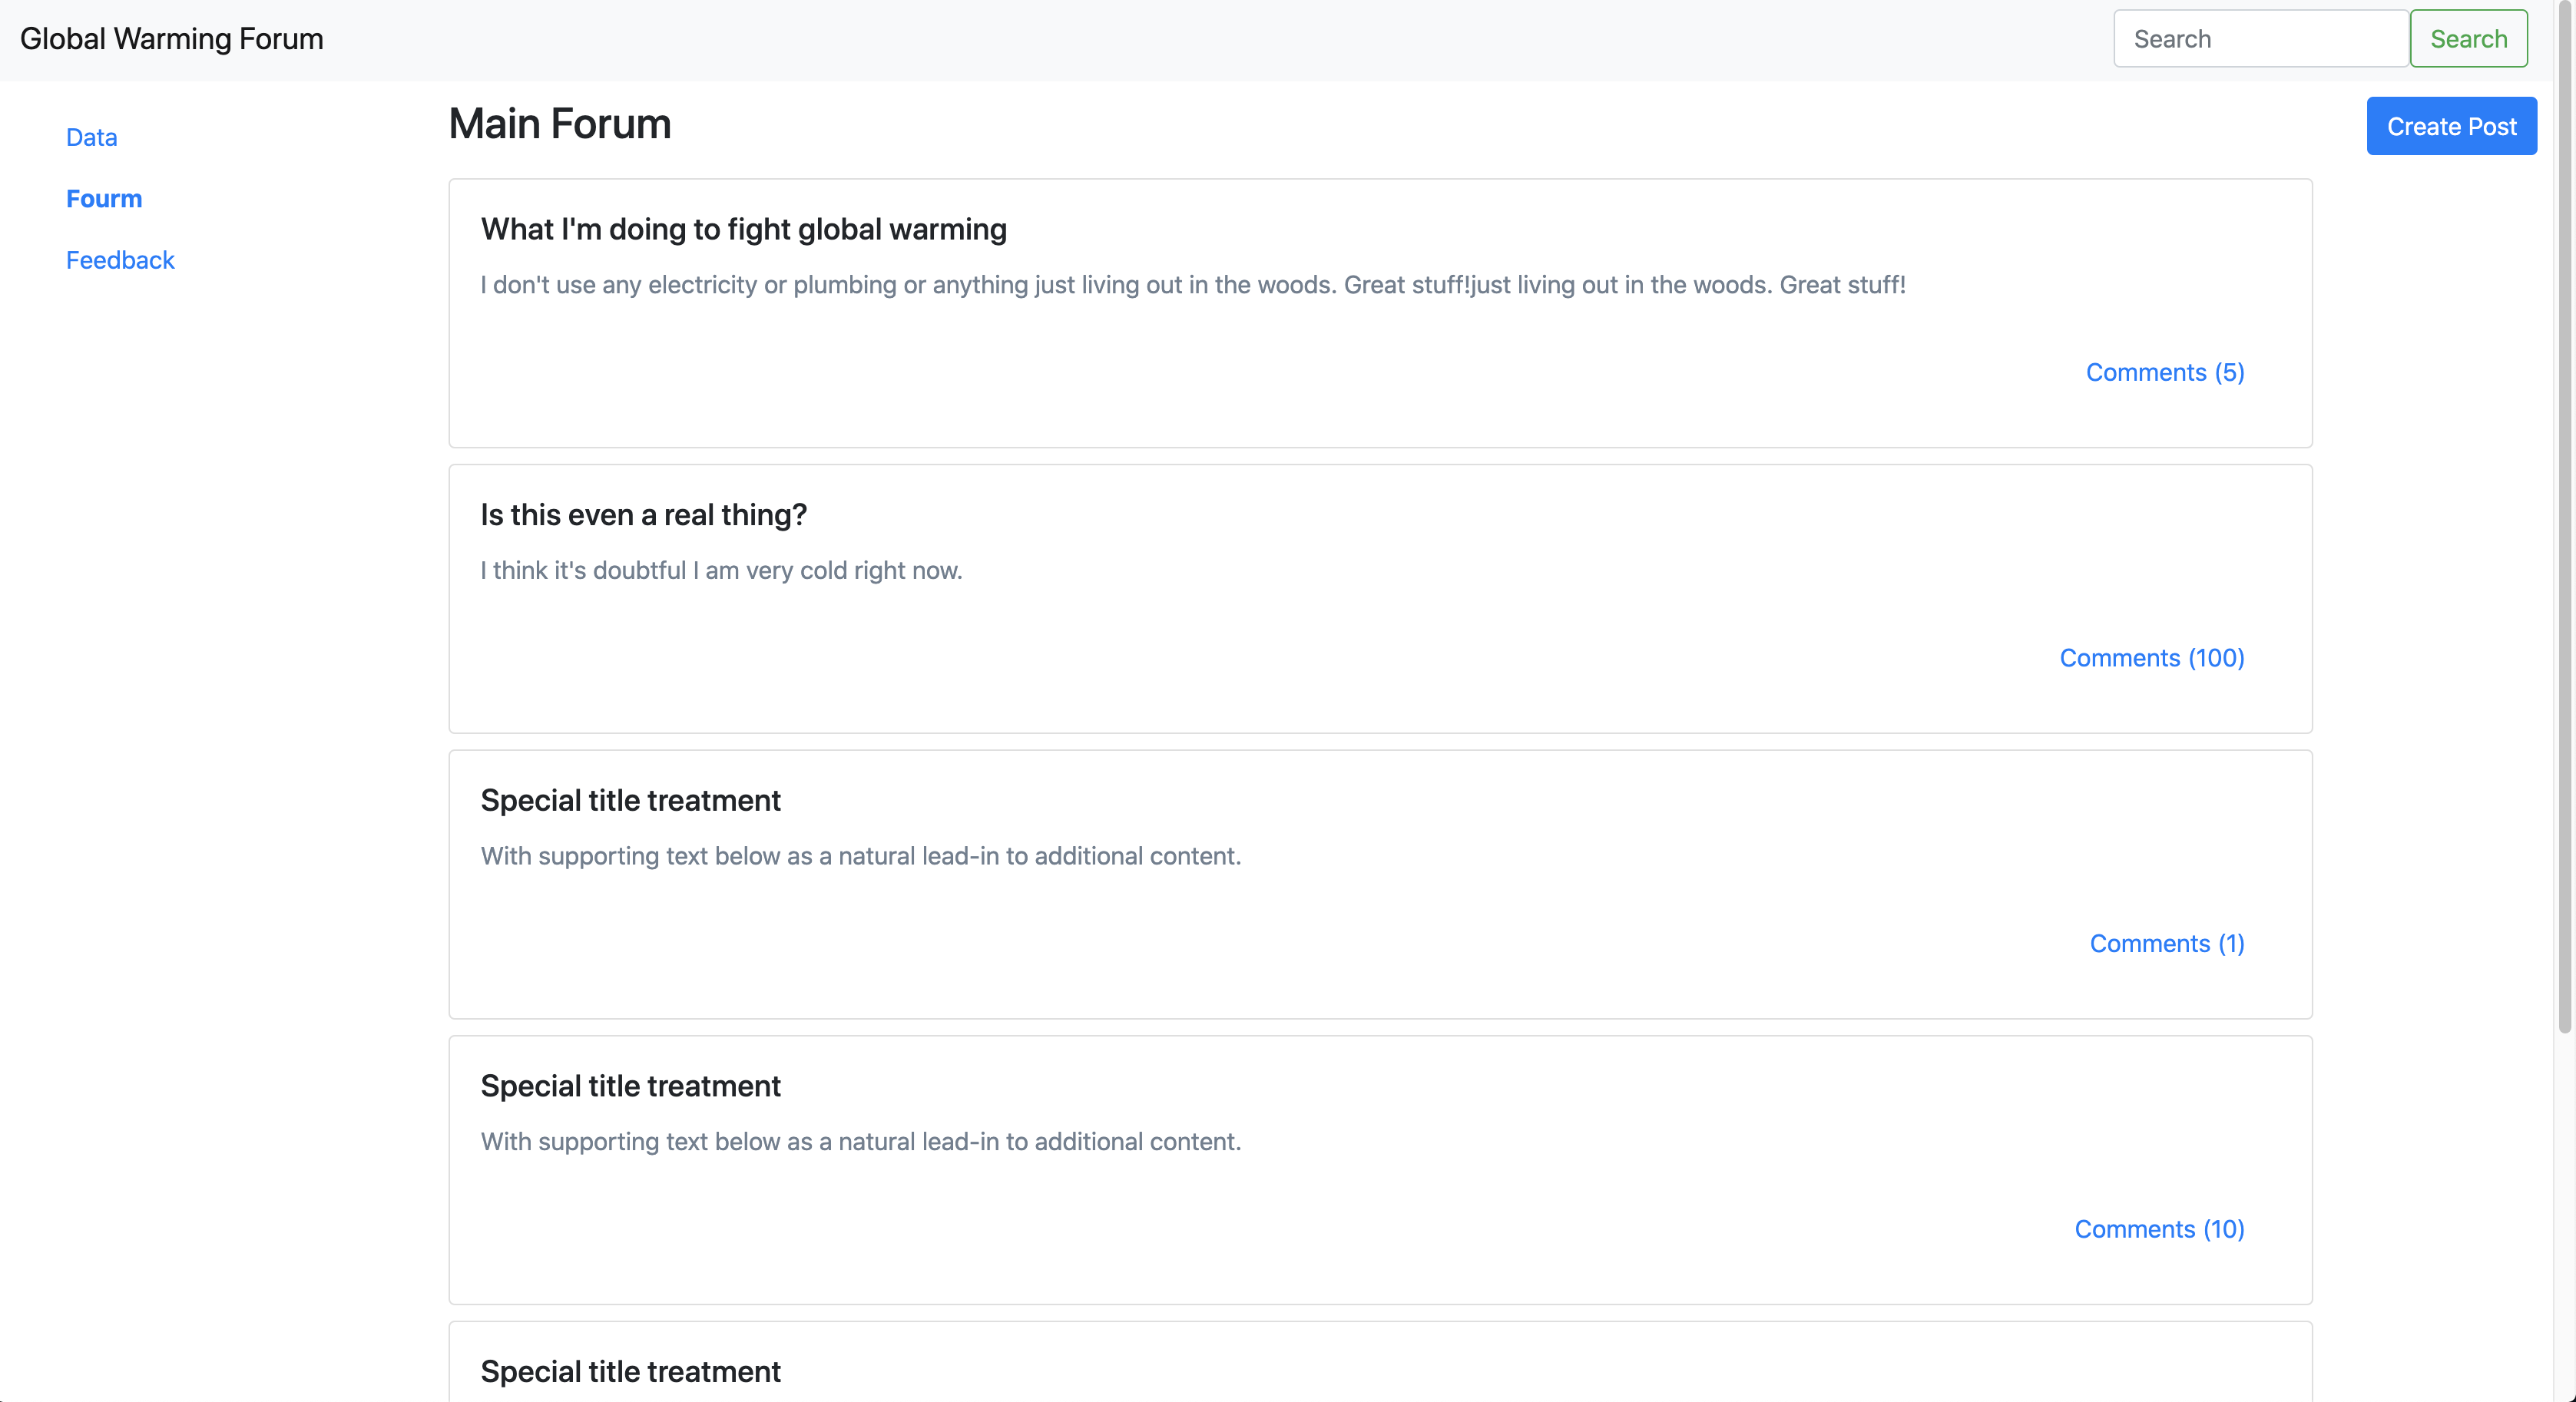 Global Warming Forum
Search
Search
Data
Fourm
Feedback
Main Forum
Create Post
What I'm doing to fight global warming
I don't use any electricity or plumbing or anything just living out in the woods. Great stuff!just living out in the woods. Great stuff!
Comments (5)
Is this even a real thing?
I think it's doubtful I am very cold right now.
Comments (100)
Special title treatment
With supporting text below as a natural lead-in to additional content.
Comments (1)
Special title treatment
With supporting text below as a natural lead-in to additional content.
Comments (10)
Special title treatment